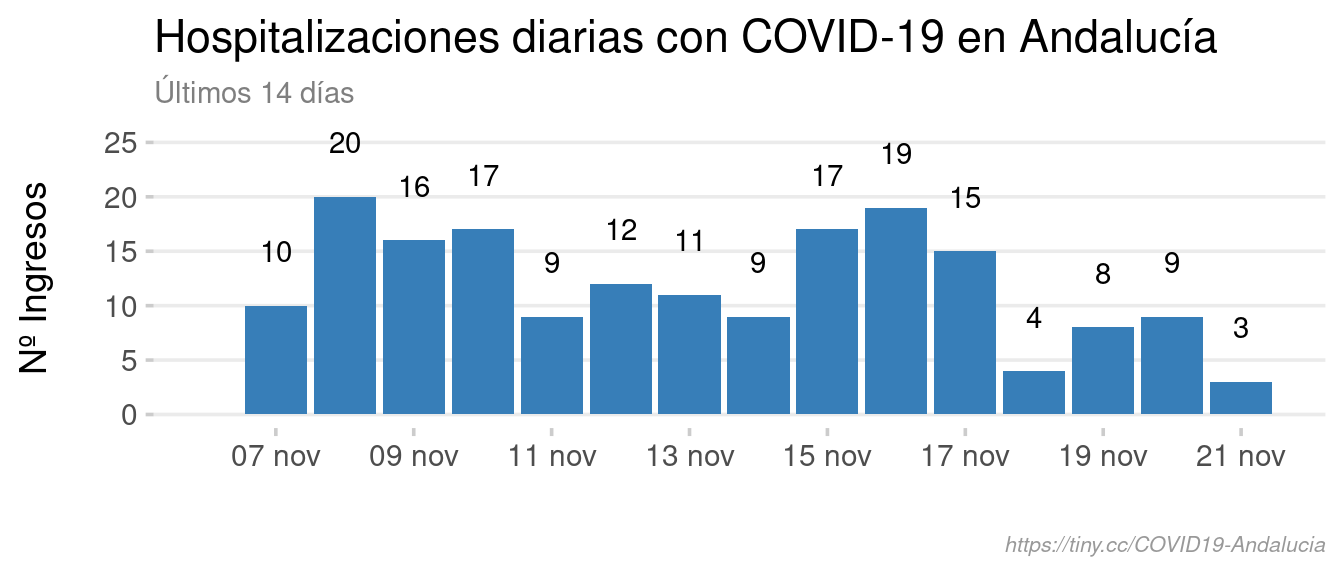 Hospitalizaciones diarias con COVID-19 en Andalucía
Últimos 14 días
Nº Ingresos
25
20
15
10
5
0
10
20
16
17
9
12
11
9
17
19
15
4
8
9
3
07 nov
09 nov
11 nov
13 nov
15 nov
17 nov
19 nov
21 nov
https://tiny.cc/COVID19-Andalucia